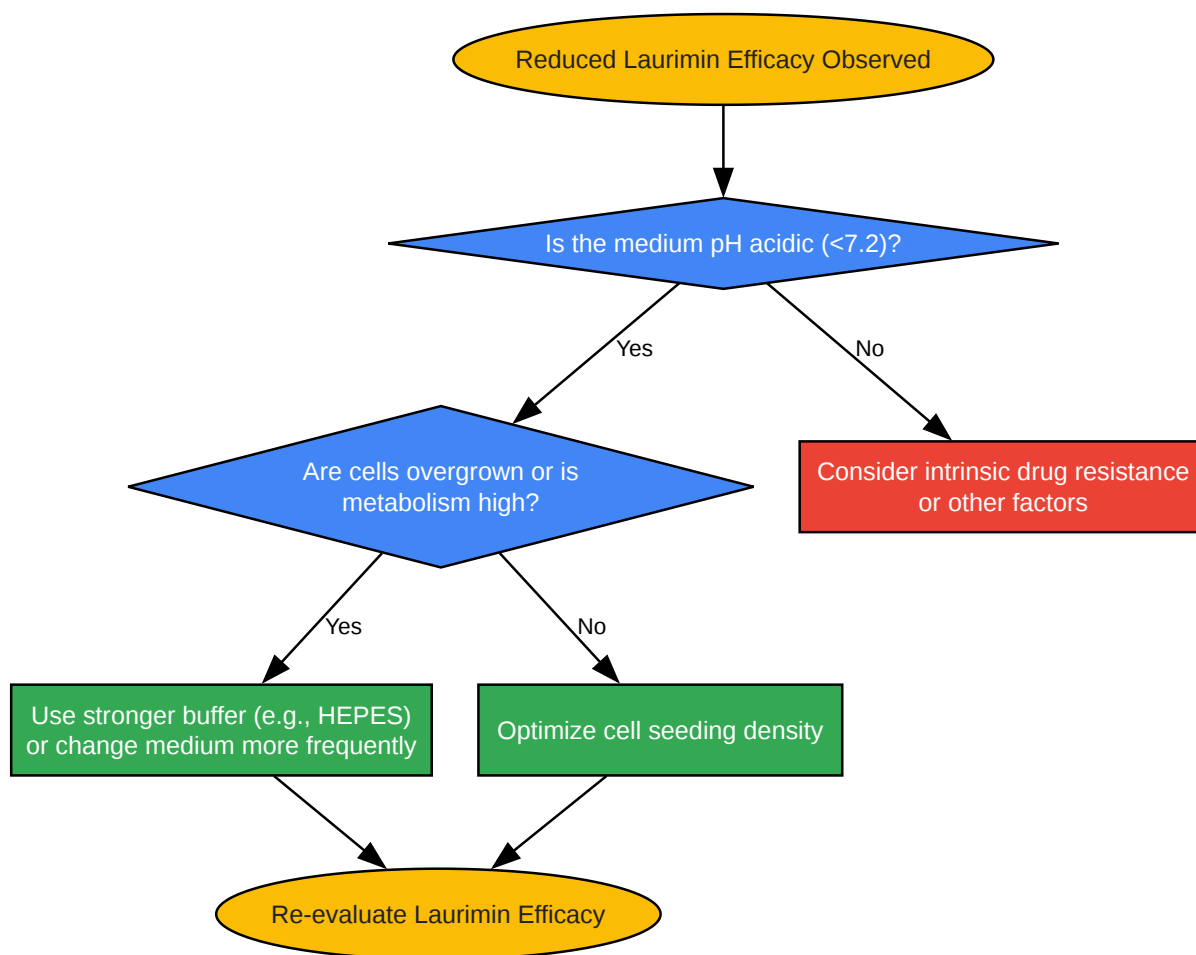 Reduced Laurimin Efficacy Observed
Is the medium pH acidic (<7.2)?
Yes
No
Are cells overgrown or is
metabolism high?
Consider intrinsic drug resistance
or other factors
Yes
No
Use stronger buffer (e.g., HEPES)
or change medium more frequently
Optimize cell seeding density
Re-evaluate Laurimin Efficacy